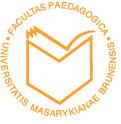 • FACULTAS PAEDAGOGICA •
UNIVERSITATIS MASARYKIANAE BRUNENSIS